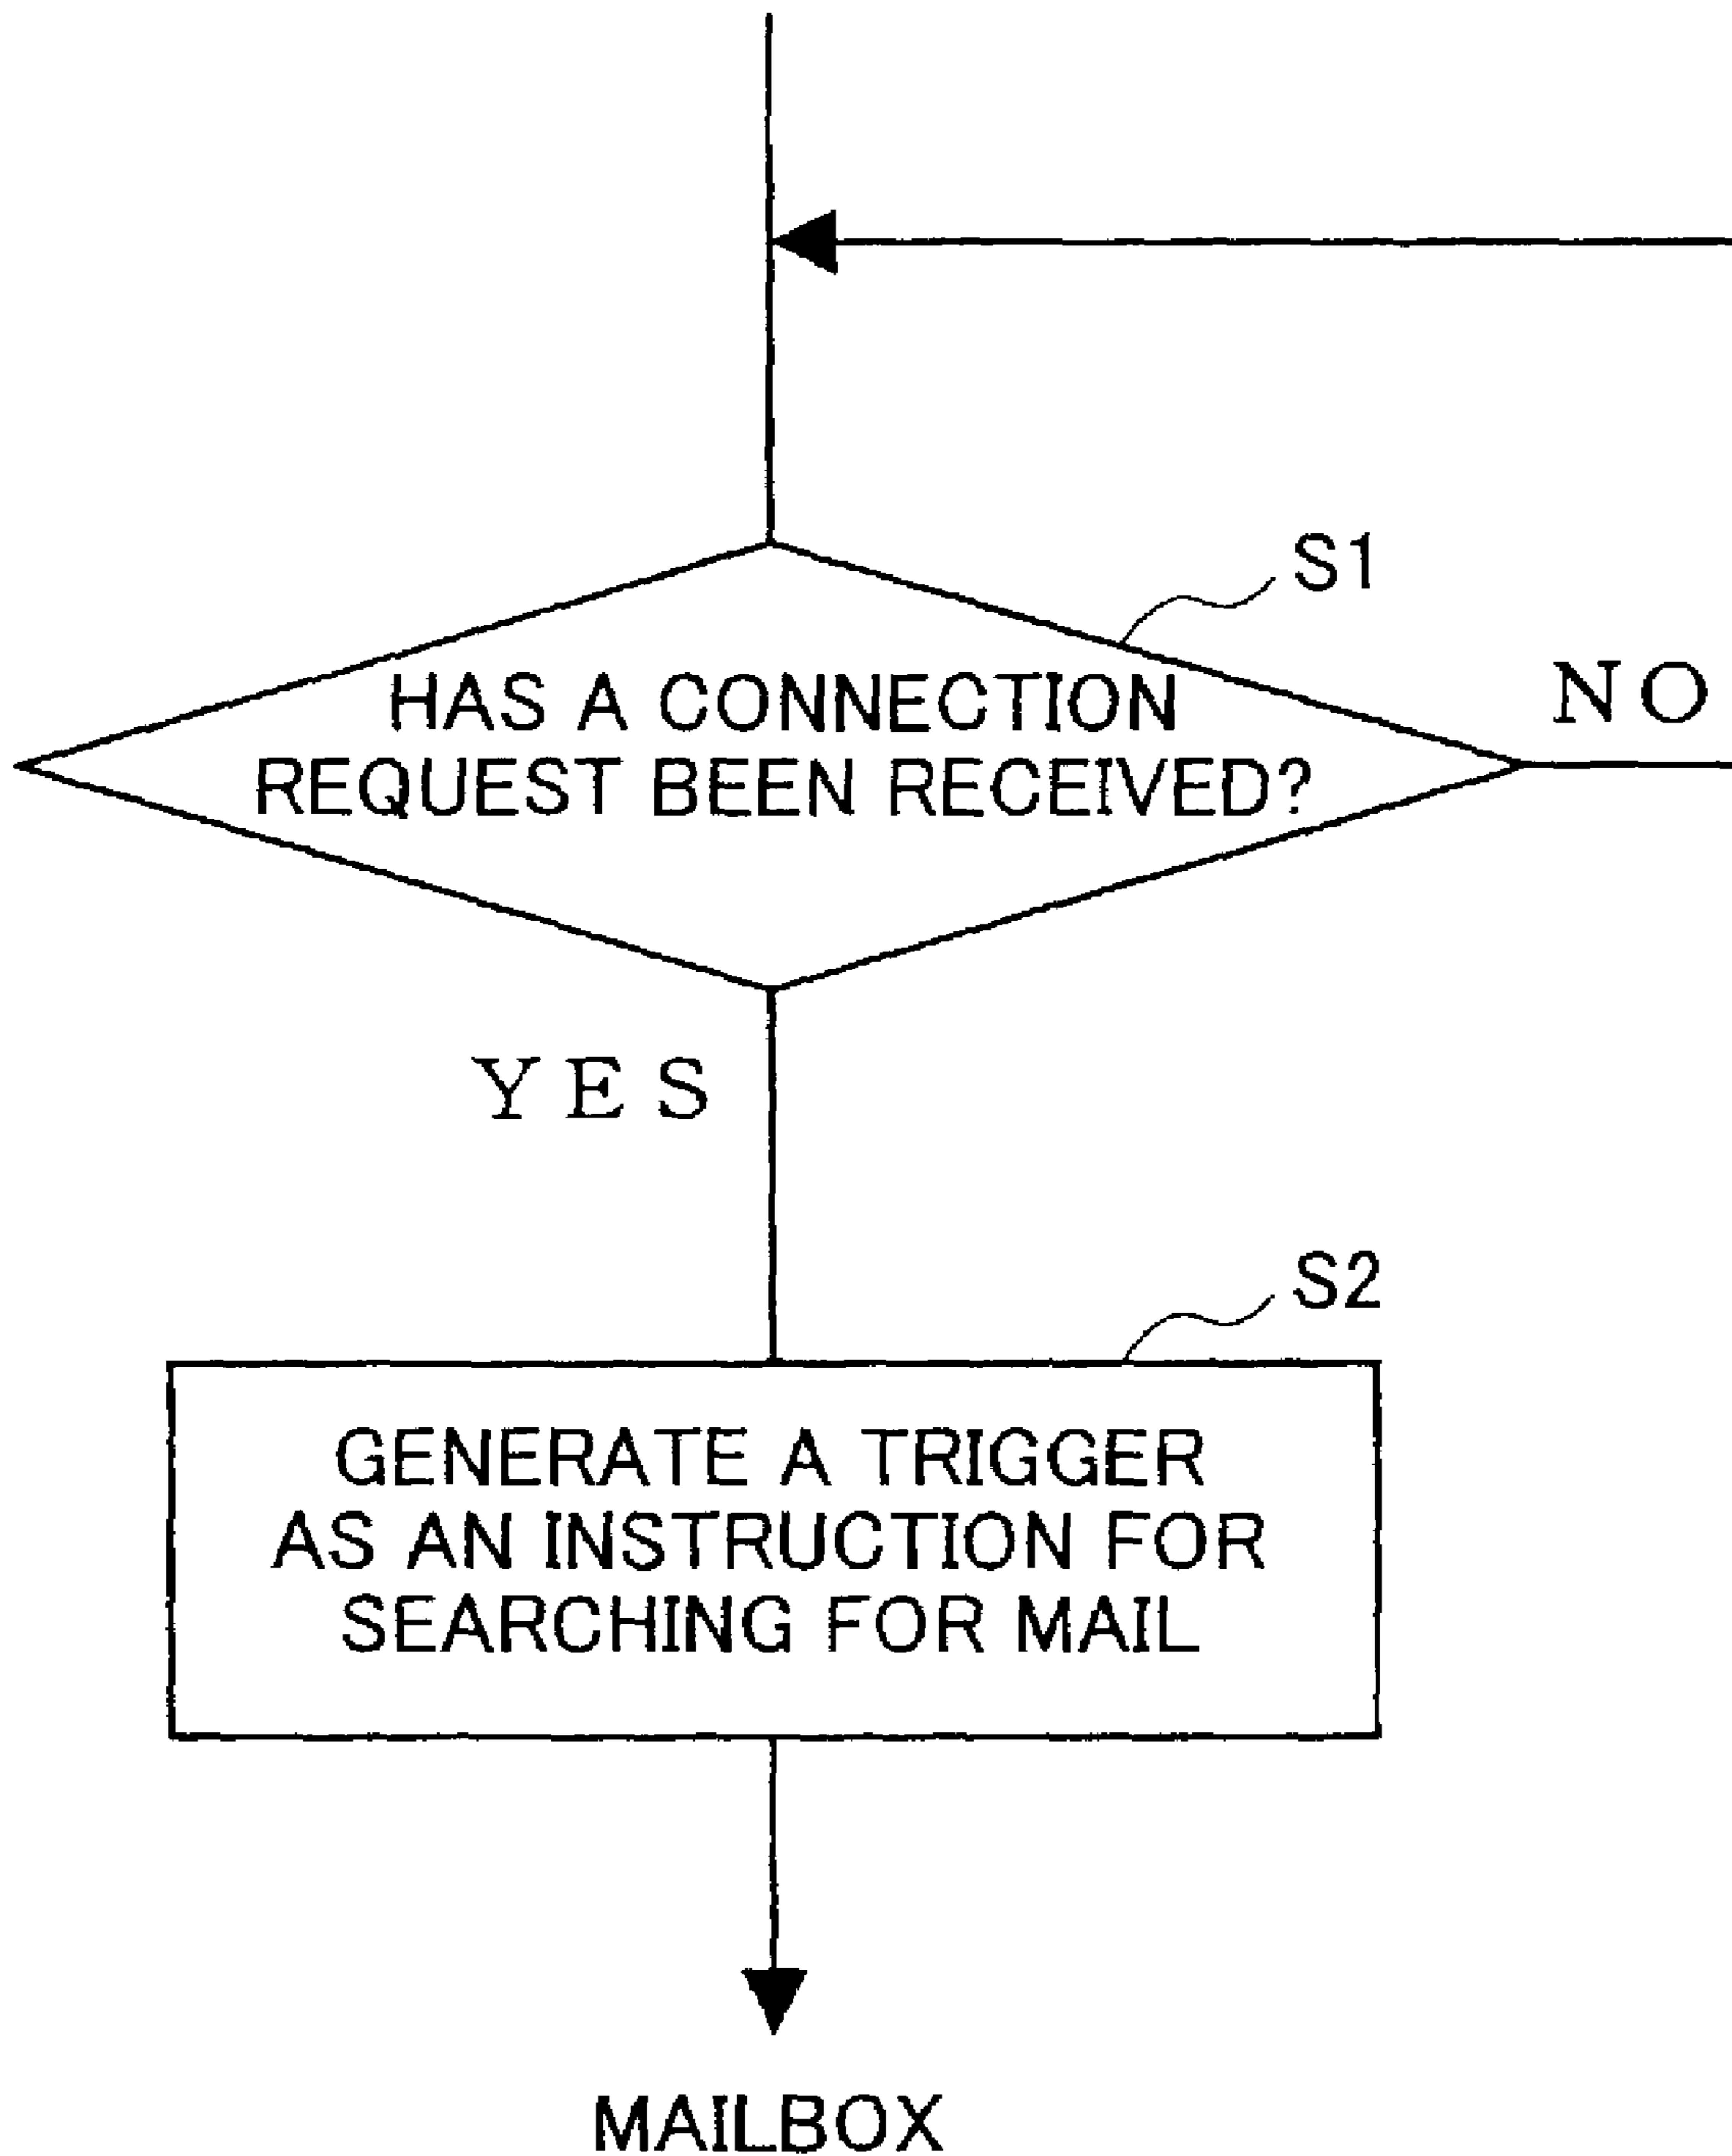 S1
HAS A CONNECTION
REQUEST BEEN RECEIVED?
NO
YES
S2
GENERATE A TRIGGER
AS AN INSTRUCTION FOR
SEARCHING FOR MAIL
MAILBOX